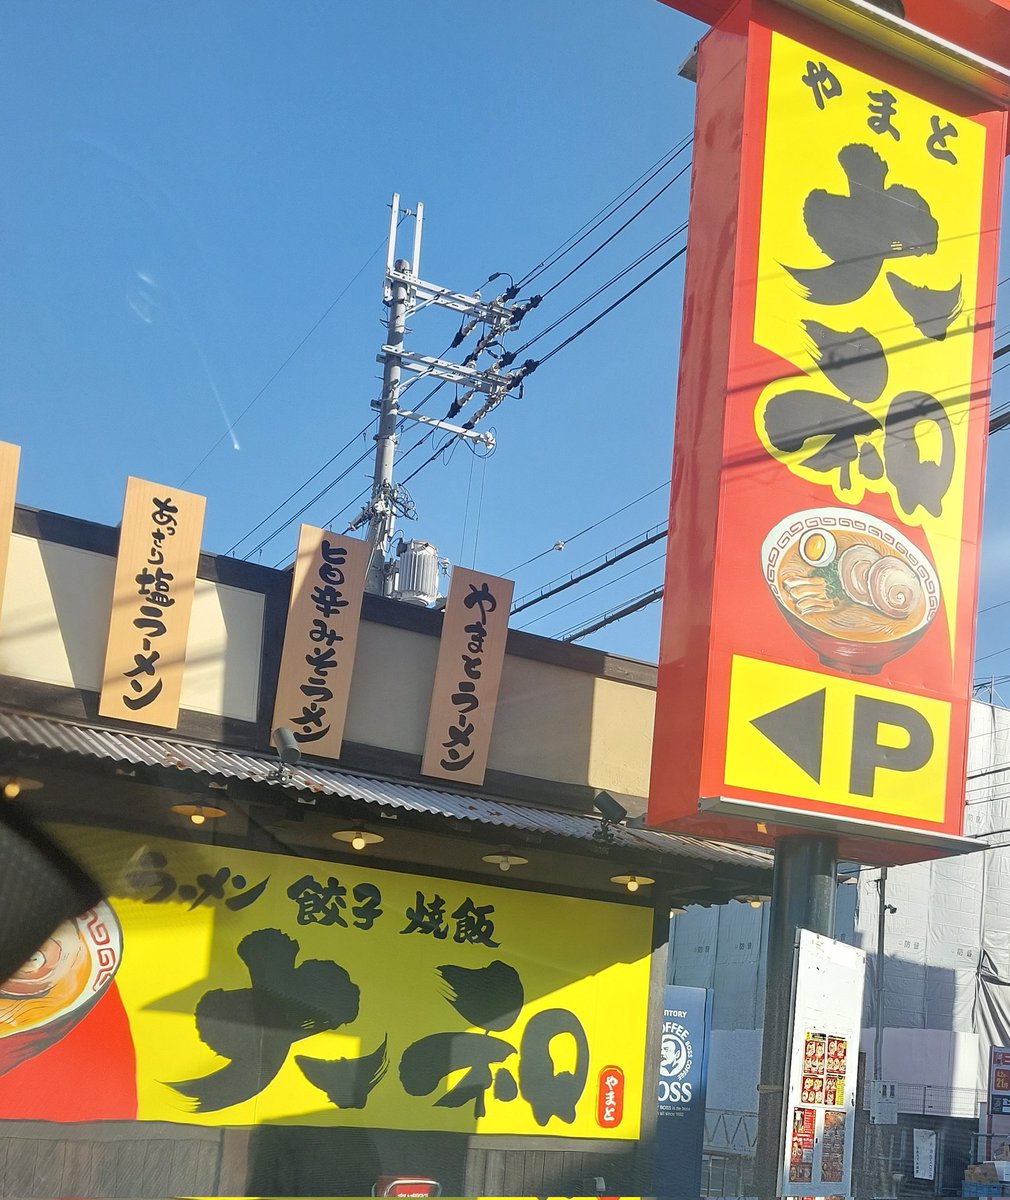 やまと
大和
P
あっさり塩ラーメン
旨辛みそラーメン
やまとラーメン
ラーメン 餃子 焼飯
大和
やまと
BOSS